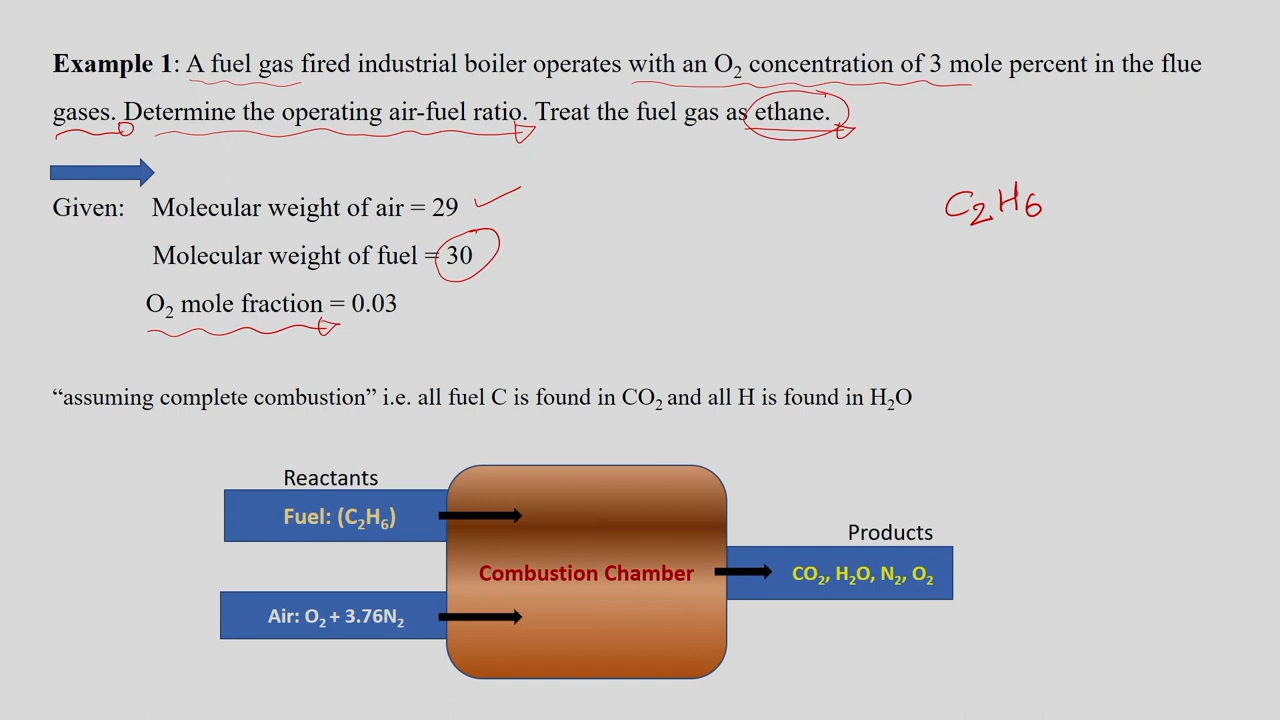 Example 1: A fuel gas fired industrial boiler operates with an O₂ concentration of 3 mole percent in the flue
gases. Determine the operating air-fuel ratio. Treat the fuel gas as ethane.
Given: Molecular weight of air = 29
C₂H₆
Molecular weight of fuel = 30
O₂ mole fraction = 0.03
“assuming complete combustion” i.e. all fuel C is found in CO₂ and all H is found in H₂O
Reactants
Fuel: (C₂H₆)
Products
Combustion Chamber
CO₂, H₂O, N₂, O₂
Air: O₂ + 3.76N₂